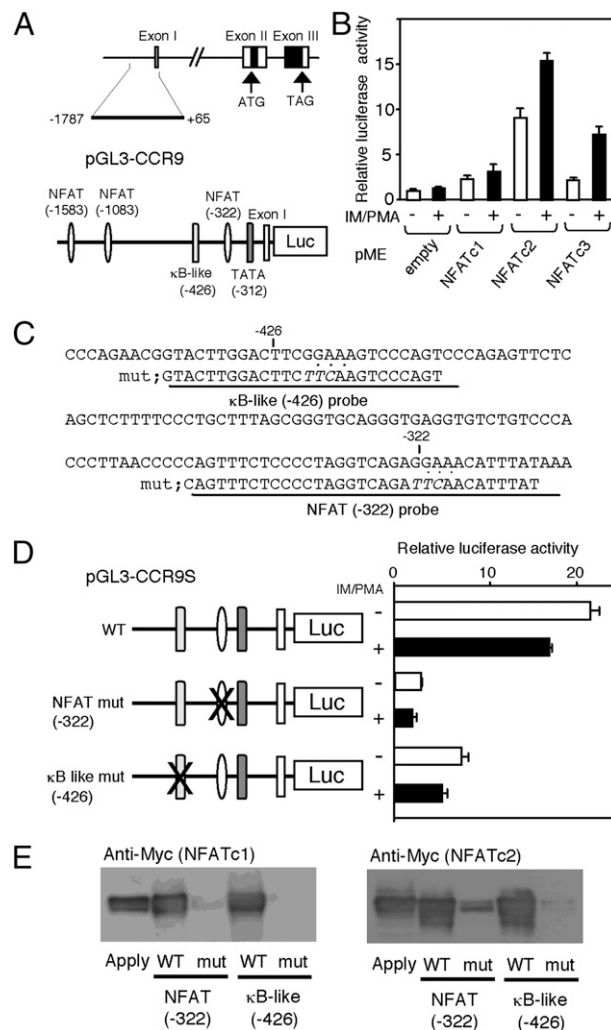 A
Exon I
Exon II
Exon III
ATG
TAG
-1787
+65
pGL3-CCR9
NFAT
(-1583)
NFAT
(-1083)
NFAT
(-322)
Exon I
Luc
κB-like
(-426)
TATA
(-312)
B
Relative luciferase activity
15
10
5
0
IM/PMA
- + - + - + - +
pME
empty
NFATc1
NFATc2
NFATc3
C
-426
CCCAGAACGGTACTTGGACTTCGGAAAGTCCCAGTCCCAGAGTTCTC
mut;GTACTTGGACTTCTTCAAGTCCCAGT
κB-like (-426) probe
AGCTCTTTTCCCTGCTTTAGCGGGTGCAGGGTGAGGTGTCTGTCCCA
-322
CCCTTAACCCCCCAGTTTCTCCCCTAGGTCAGAGGAAACATTTATAAA
mut;CAGTTTCTCCCCTAGGTCAGATTCAACATTTAT
NFAT (-322) probe
D
Relative luciferase activity
pGL3-CCR9S
IM/PMA
0 10 20
WT
Luc
-
+
NFAT mut
(-322)
Luc
-
+
κB like mut
(-426)
Luc
-
+
E
Anti-Myc (NFATc1)
Apply WT mut WT mut
NFAT
(-322)
κB-like
(-426)
Anti-Myc (NFATc2)
Apply WT mut WT mut
NFAT
(-322)
κB-like
(-426)